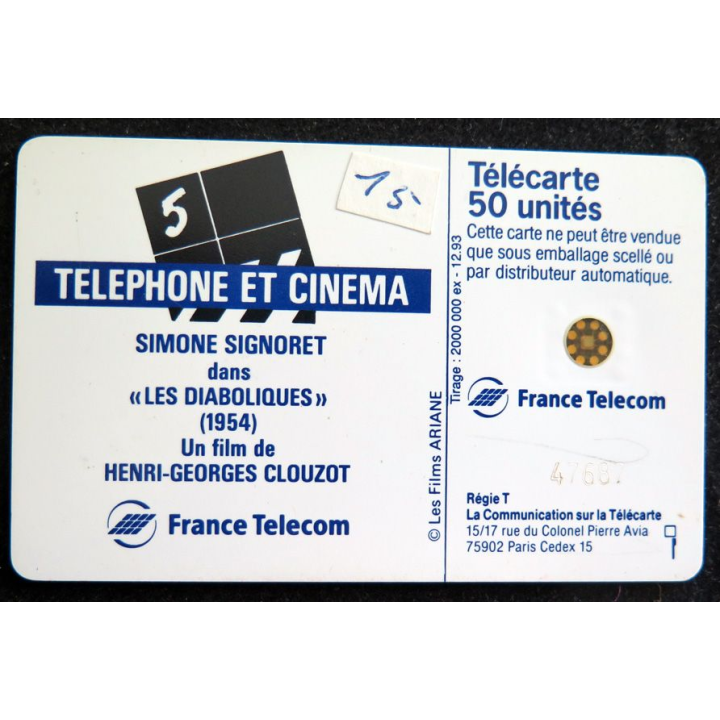 5
15-
TELEPHONE ET CINEMA
SIMONE SIGNORET
dans
«LES DIABOLIQUES»
(1954)
Un film de
HENRI-GEORGES CLOUZOT
France Telecom
© Les Films ARIANE
Tirage : 2000 000 ex - 12.93
Télécarte
50 unités
Cette carte ne peut être vendue
que sous emballage scellé ou
par distributeur automatique.
France Telecom
Régie T
La Communication sur la Télécarte
15/17 rue du Colonel Pierre Avia
75902 Paris Cedex 15